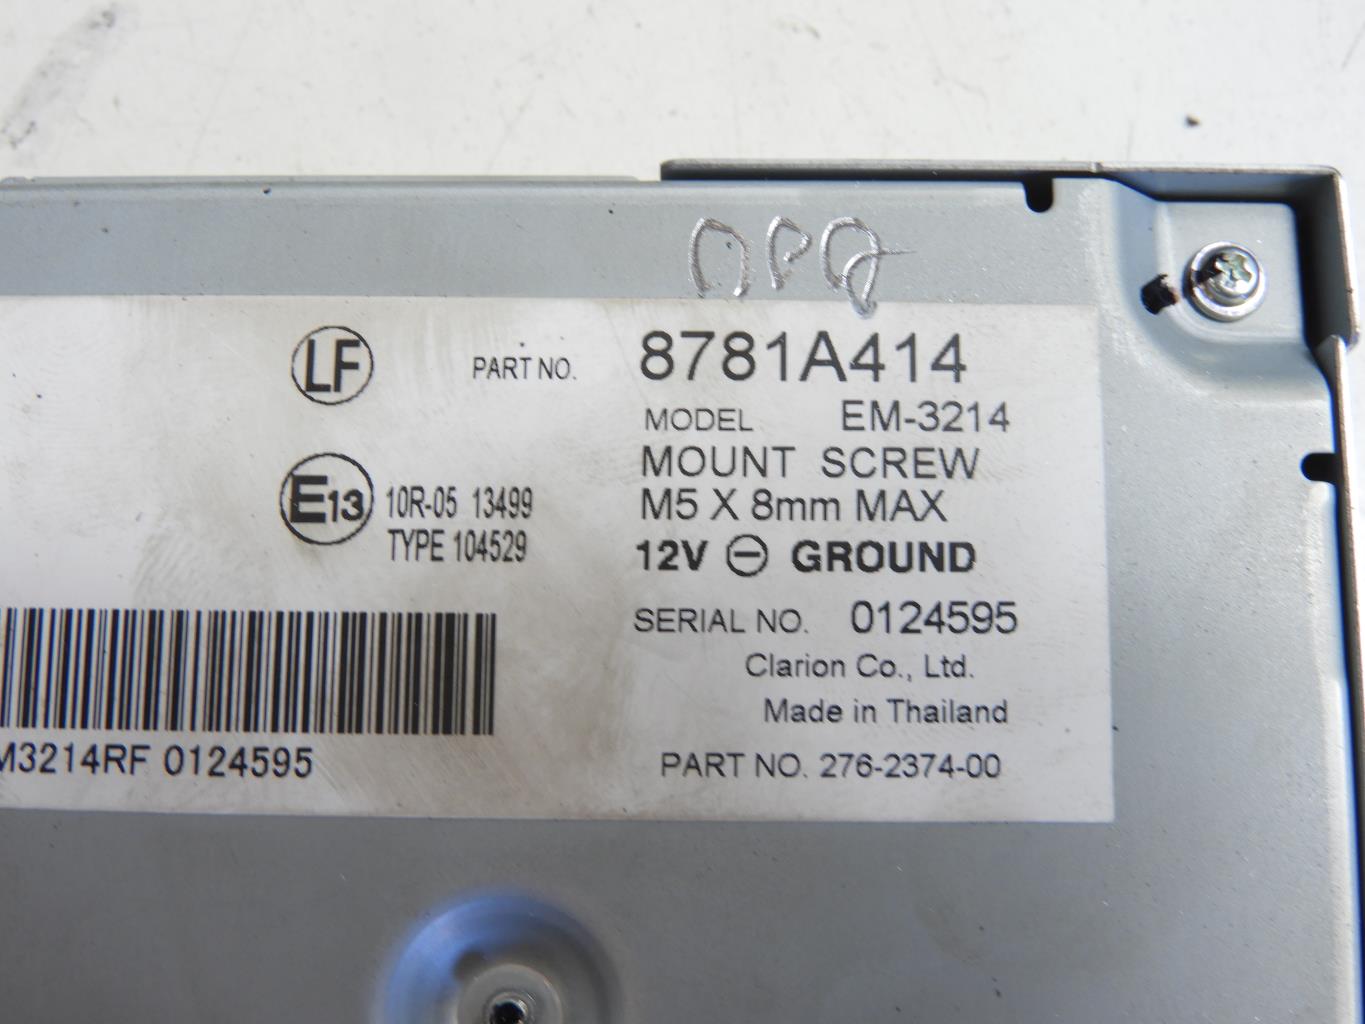 LF
PART NO. 8781A414
MODEL EM-3214
MOUNT SCREW
M5 X 8mm MAX
12V ⊖ GROUND
E13 10R-05 13499
TYPE 104529
SERIAL NO. 0124595
Clarion Co., Ltd.
Made in Thailand
M3214RF 0124595
PART NO. 276-2374-00